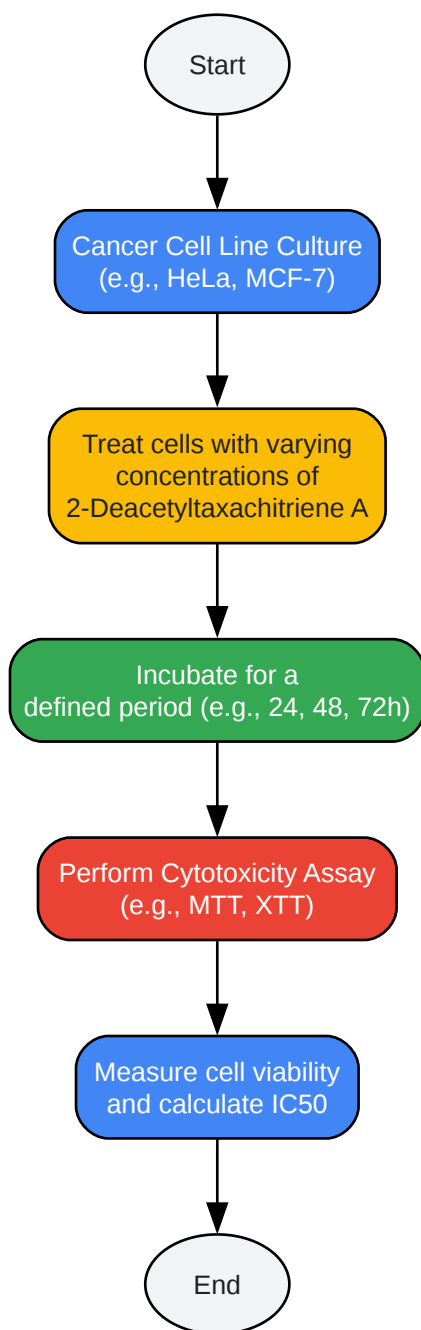 Start
Cancer Cell Line Culture
(e.g., HeLa, MCF-7)
Treat cells with varying
concentrations of
2-Deacetyltaxachitriene A
Incubate for a
defined period (e.g., 24, 48, 72h)
Perform Cytotoxicity Assay
(e.g., MTT, XTT)
Measure cell viability
and calculate IC50
End